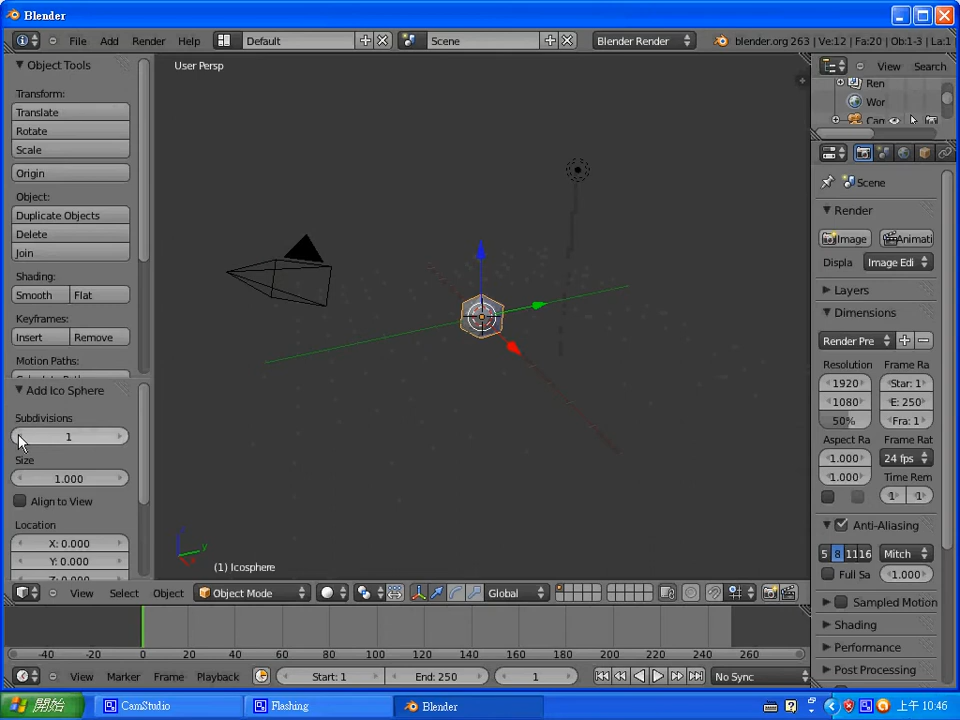 Blender
File Add Render Help Default Scene Blender Render blender.org 263 | Ve:12 | Fa:20 | Ob:1-3 | La:1
Object Tools
Transform:
Translate
Rotate
Scale
Origin
Object:
Duplicate Objects
Delete
Join
Shading:
Smooth Flat
Keyframes:
Insert Remove
Motion Paths:
Add Ico Sphere
Subdivisions
1
Size
1.000
Align to View
Location
X: 0.000
Y: 0.000
Z: 0.000
User Persp
(1) Icosphere
View Search
Ren
Wor
Can
Scene
Render
Image Animati
Displa Image Edi
Layers
Dimensions
Render Pre
Resolution Frame Ra
1920 Star: 1
1080 E: 250
50% Fra: 1
Aspect Ra Frame Rat
1.000 24 fps
1.000 Time Rem
1 1
Anti-Aliasing
5 8 11 16 Mitch
Full Sa 1.000
Sampled Motion
Shading
Performance
Post Processing
View Select Object Object Mode Global
-40 -20 0 20 40 60 80 100 120 140 160 180 200 220 240 260
View Marker Frame Playback Start: 1 End: 250 1 No Sync
開始 CamStudio Flashing Blender 上午 10:46